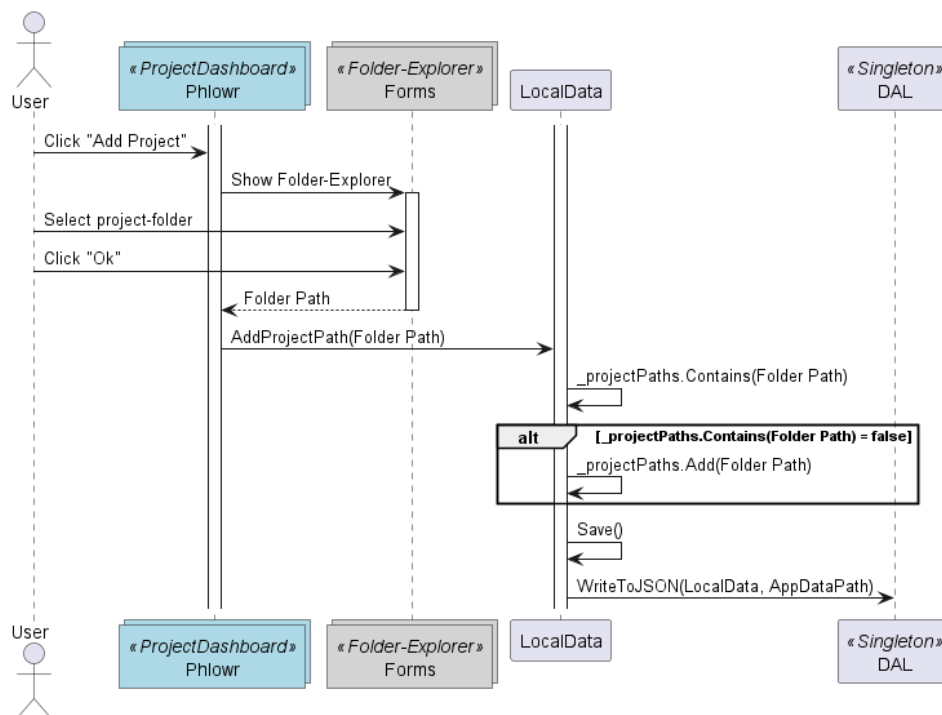 «ProjectDashboard»
Phlowr
«Folder-Explorer»
Forms
LocalData
«Singleton»
DAL
User
Click "Add Project"
Show Folder-Explorer
Select project-folder
Click "Ok"
Folder Path
AddProjectPath(Folder Path)
_projectPaths.Contains(Folder Path)
alt
[_projectPaths.Contains(Folder Path) = false]
_projectPaths.Add(Folder Path)
Save()
WriteToJSON(LocalData, AppDataPath)
User
«ProjectDashboard»
Phlowr
«Folder-Explorer»
Forms
LocalData
«Singleton»
DAL